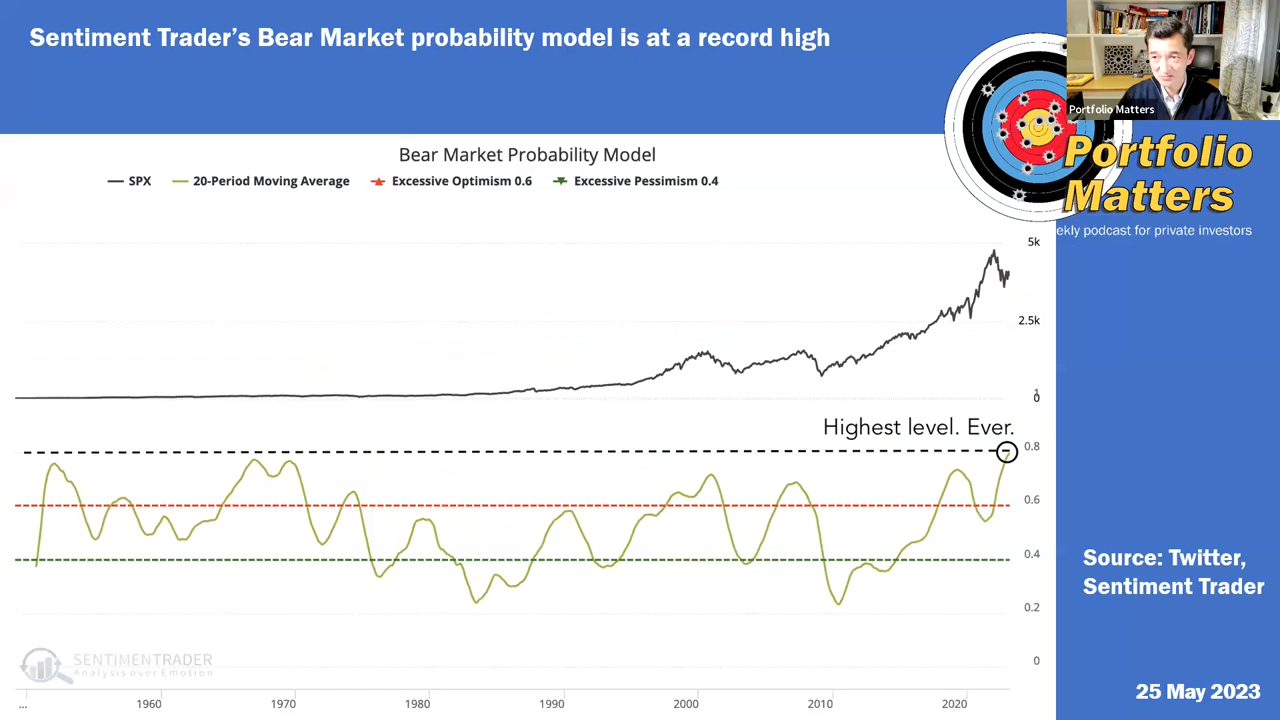 Sentiment Trader's Bear Market probability model is at a record high
Portfolio Matters
Portfolio
Matters
ekly podcast for private investors
Bear Market Probability Model
SPX
20-Period Moving Average
Excessive Optimism 0.6
Excessive Pessimism 0.4
5k
2.5k
0
Highest level. Ever.
0.8
0.6
0.4
0.2
0
SENTIMENTRADER
Analysis over Emotion
... 1960 1970 1980 1990 2000 2010 2020
Source: Twitter,
Sentiment Trader
25 May 2023